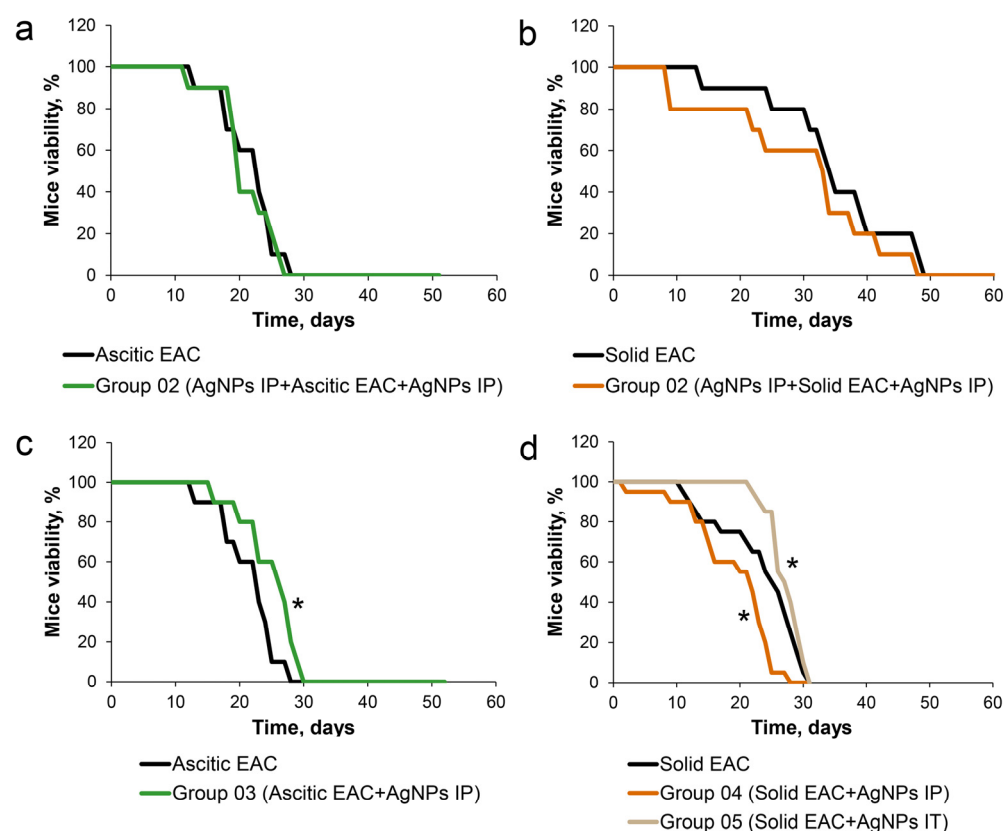 a
120
100
80
60
40
20
0
Mice viability, %
0 10 20 30 40 50 60
Time, days
Ascitic EAC
Group 02 (AgNPs IP+Ascitic EAC+AgNPs IP)
b
120
100
80
60
40
20
0
Mice viability, %
0 10 20 30 40 50 60
Time, days
Solid EAC
Group 02 (AgNPs IP+Solid EAC+AgNPs IP)
c
120
100
80
60
40
20
0
Mice viability, %
*
0 10 20 30 40 50 60
Time, days
Ascitic EAC
Group 03 (Ascitic EAC+AgNPs IP)
d
120
100
80
60
40
20
0
Mice viability, %
*
*
0 10 20 30 40 50 60
Time, days
Solid EAC
Group 04 (Solid EAC+AgNPs IP)
Group 05 (Solid EAC+AgNPs IT)